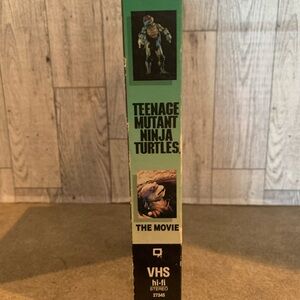 TEENAGE
MUTANT
NINJA
TURTLES
THE MOVIE
VHS
hi-fi
STEREO
27345